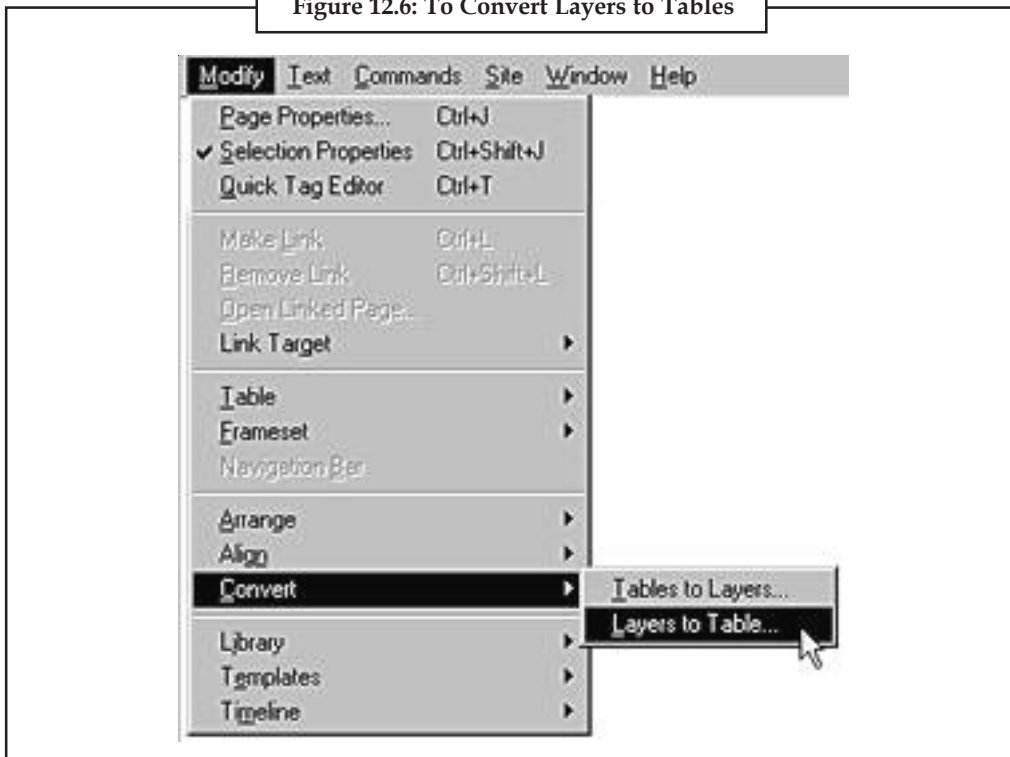 Figure 12.6: To Convert Layers to Tables
Modify Text Commands Site Window Help
Page Properties... Ctrl+J
✔ Selection Properties Ctrl+Shift+J
Quick Tag Editor Ctrl+T
Make Link Ctrl+L
Remove Link Ctrl+Shift+L
Open Linked Page...
Link Target
Table
Frameset
Navigation Bar
Arrange
Align
Convert
Tables to Layers...
Layers to Table...
Library
Templates
Timeline